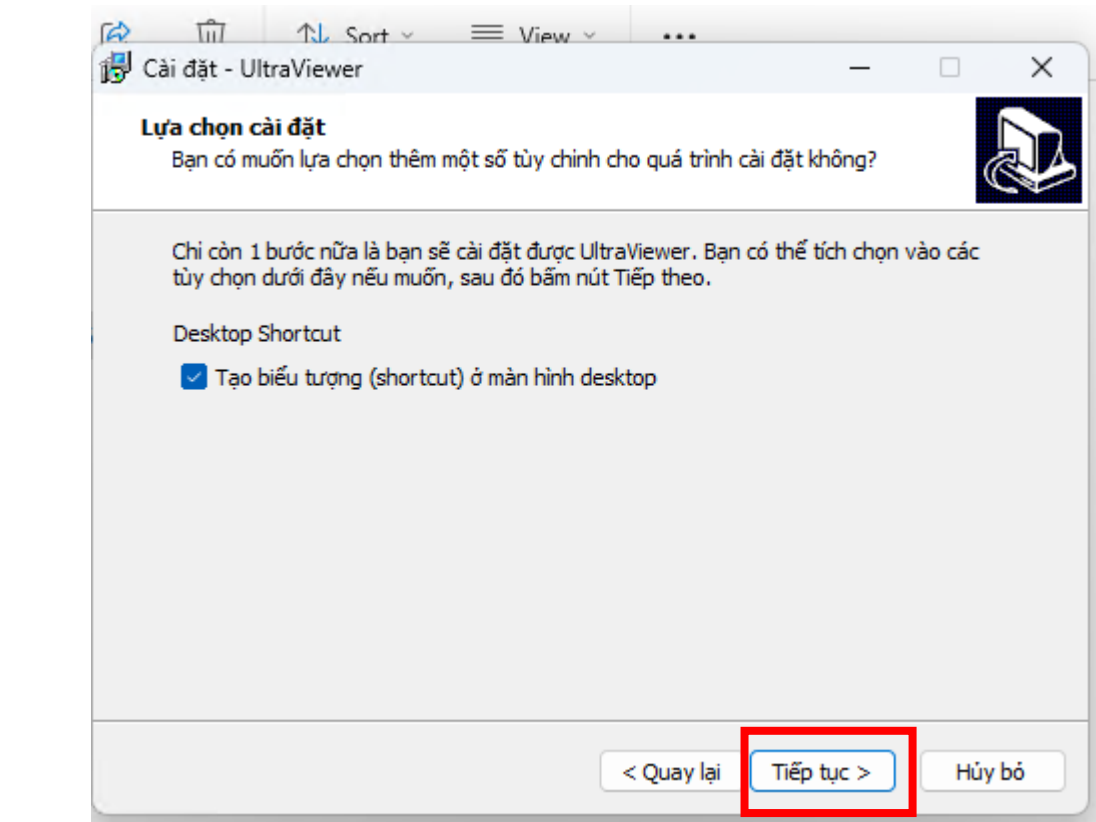 Sort View ...
Cài đặt - UltraViewer
Lựa chọn cài đặt
Bạn có muốn lựa chọn thêm một số tùy chỉnh cho quá trình cài đặt không?
Chỉ còn 1 bước nữa là bạn sẽ cài đặt được UltraViewer. Bạn có thể tích chọn vào các
tùy chọn dưới đây nếu muốn, sau đó bấm nút Tiếp theo.
Desktop Shortcut
Tạo biểu tượng (shortcut) ở màn hình desktop
< Quay lại Tiếp tục > Hủy bỏ